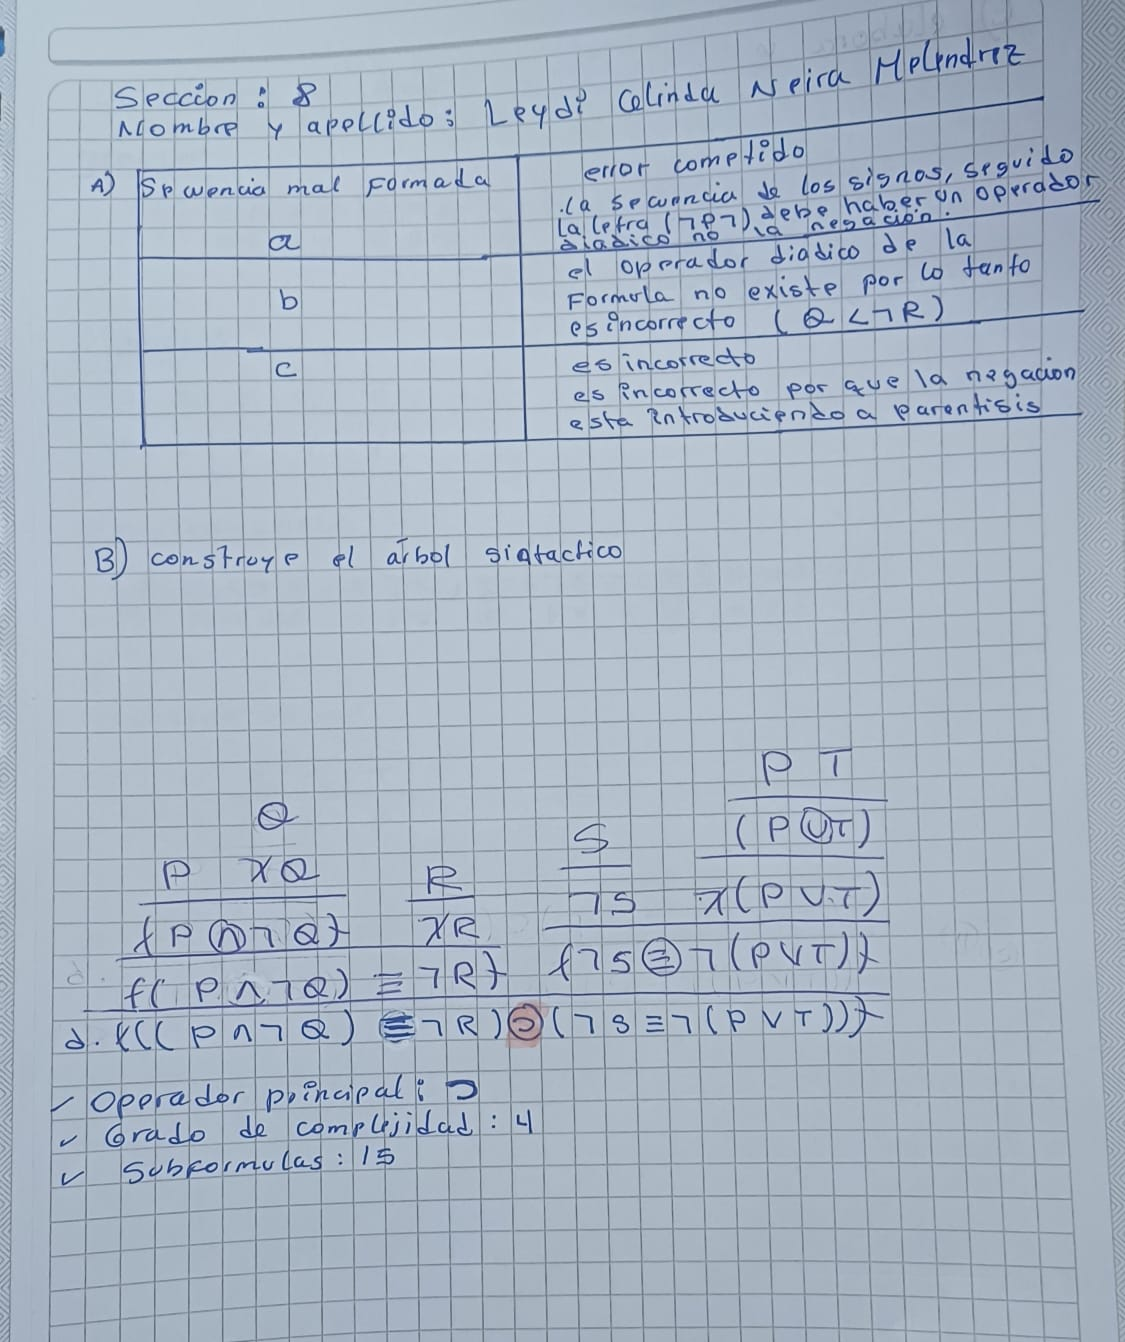 Seccion : 8
Nombre y apellido : Leydi Celinda Neira Melendrez
A) Secuencia mal Formada
error cometido
a
.la secuencia de los signos, seguido
la letra (¬P¬) debe haber un operador
diadico no la negación.
b
el operador diadico de la
Formula no existe por lo tanto
es incorrecto ( Q < ¬ R )
c
es incorrecto
es incorrecto por que la negacion
esta introduciendo a parentisis
B) construye el arbol sintactico
P T
Q
(P V T)
S
P ¬Q
R
¬S
¬(P V T)
{P ∧ ¬Q}
¬R
{¬S ≡ ¬(P V T)}
{( P ∧ ¬Q) ≡ ¬R}
d. {((P ∧ ¬Q) ≡ ¬R) ⊃ (¬S ≡ ¬(P V T))}
✓ Operador principal : ⊃
✓ Grado de complejidad : 4
✓ Subformulas : 15